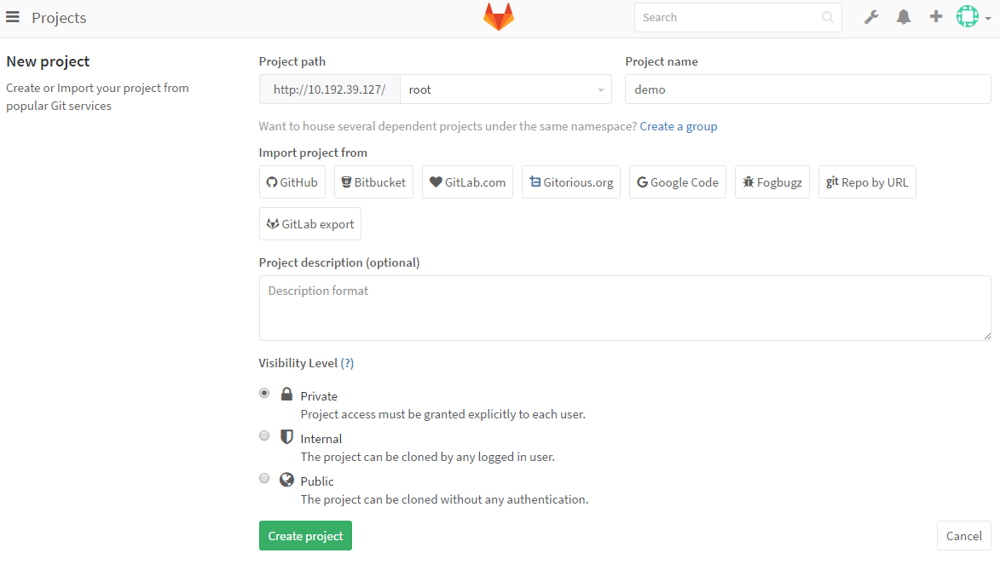 Projects
Search
New project
Create or Import your project from
popular Git services
Project path
Project name
http://10.192.39.127/
root
demo
Want to house several dependent projects under the same namespace? Create a group
Import project from
GitHub
Bitbucket
GitLab.com
Gitorious.org
Google Code
Fogbugz
git Repo by URL
GitLab export
Project description (optional)
Description format
Visibility Level (?)
Private
Project access must be granted explicitly to each user.
Internal
The project can be cloned by any logged in user.
Public
The project can be cloned without any authentication.
Create project
Cancel